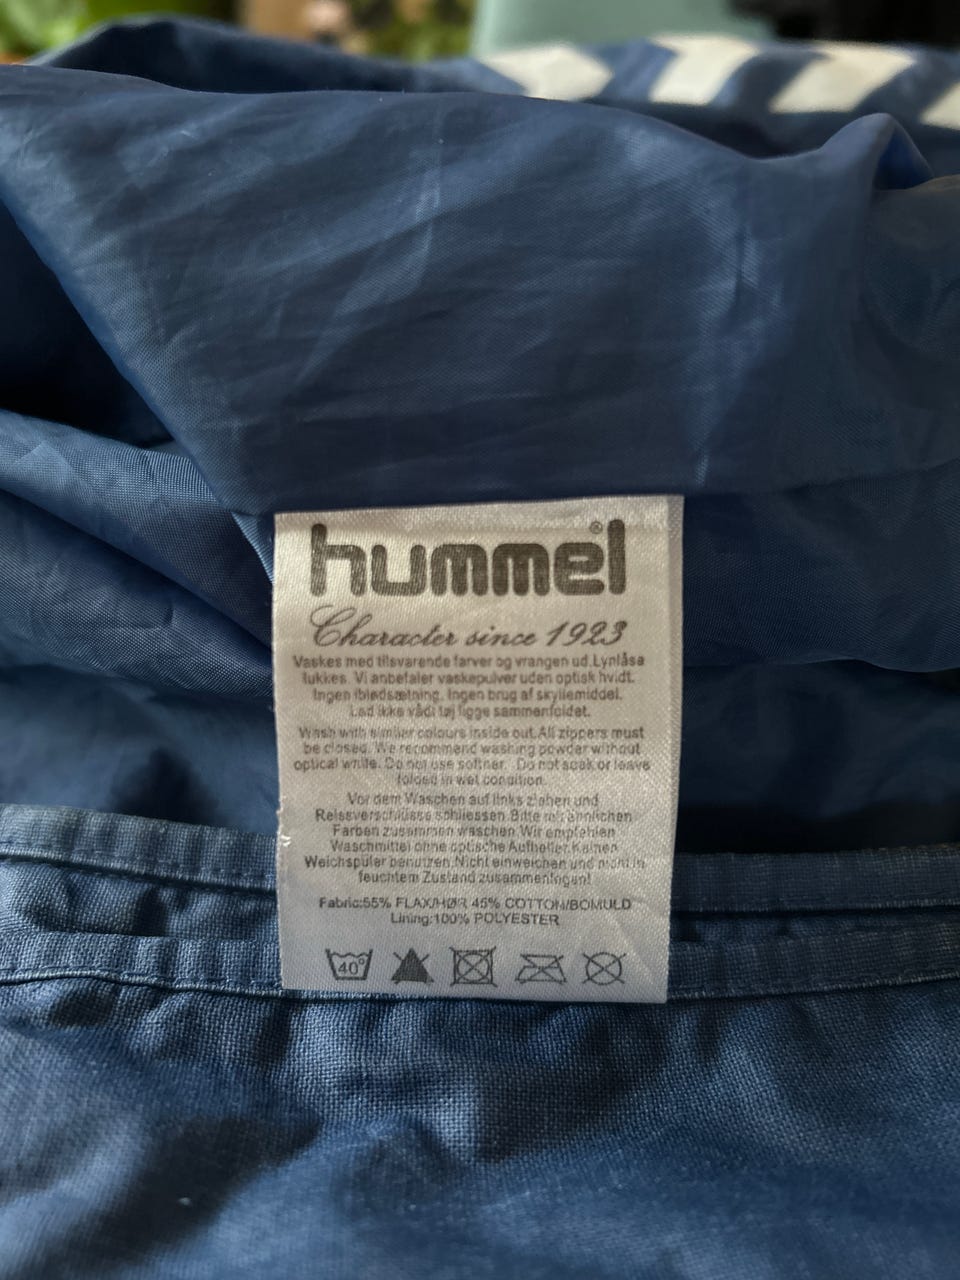 hummel®
Character since 1923
Vaskes med tilsvarende farver og vrangen ud.Lynlåsa
lukkes. Vi anbefaler vaskepulver uden optisk hvidt.
Ingen iblødsætning. Ingen brug af skyllemiddel.
Lad ikke vådt tøj ligge sammenfoldet.
Wash with similar colours inside out.All zippers must
be closed. We recommend washing powder without
optical white. Do not use softner. Do not soak or leave
folded in wet condition.
Vor dem Waschen auf links ziehen und
Reissverschlüsse schliessen.Bitte mit ähnlichen
Farben zusammen waschen.Wir empfehlen
Waschmittel ohne optische Aufheller.Keinen
Weichspüler benutzen.Nicht einweichen und nicht in
feuchtem Zustand zusammenlegen!
Fabric:55% FLAX/HØR 45% COTTON/BOMULD
Lining:100% POLYESTER
40°